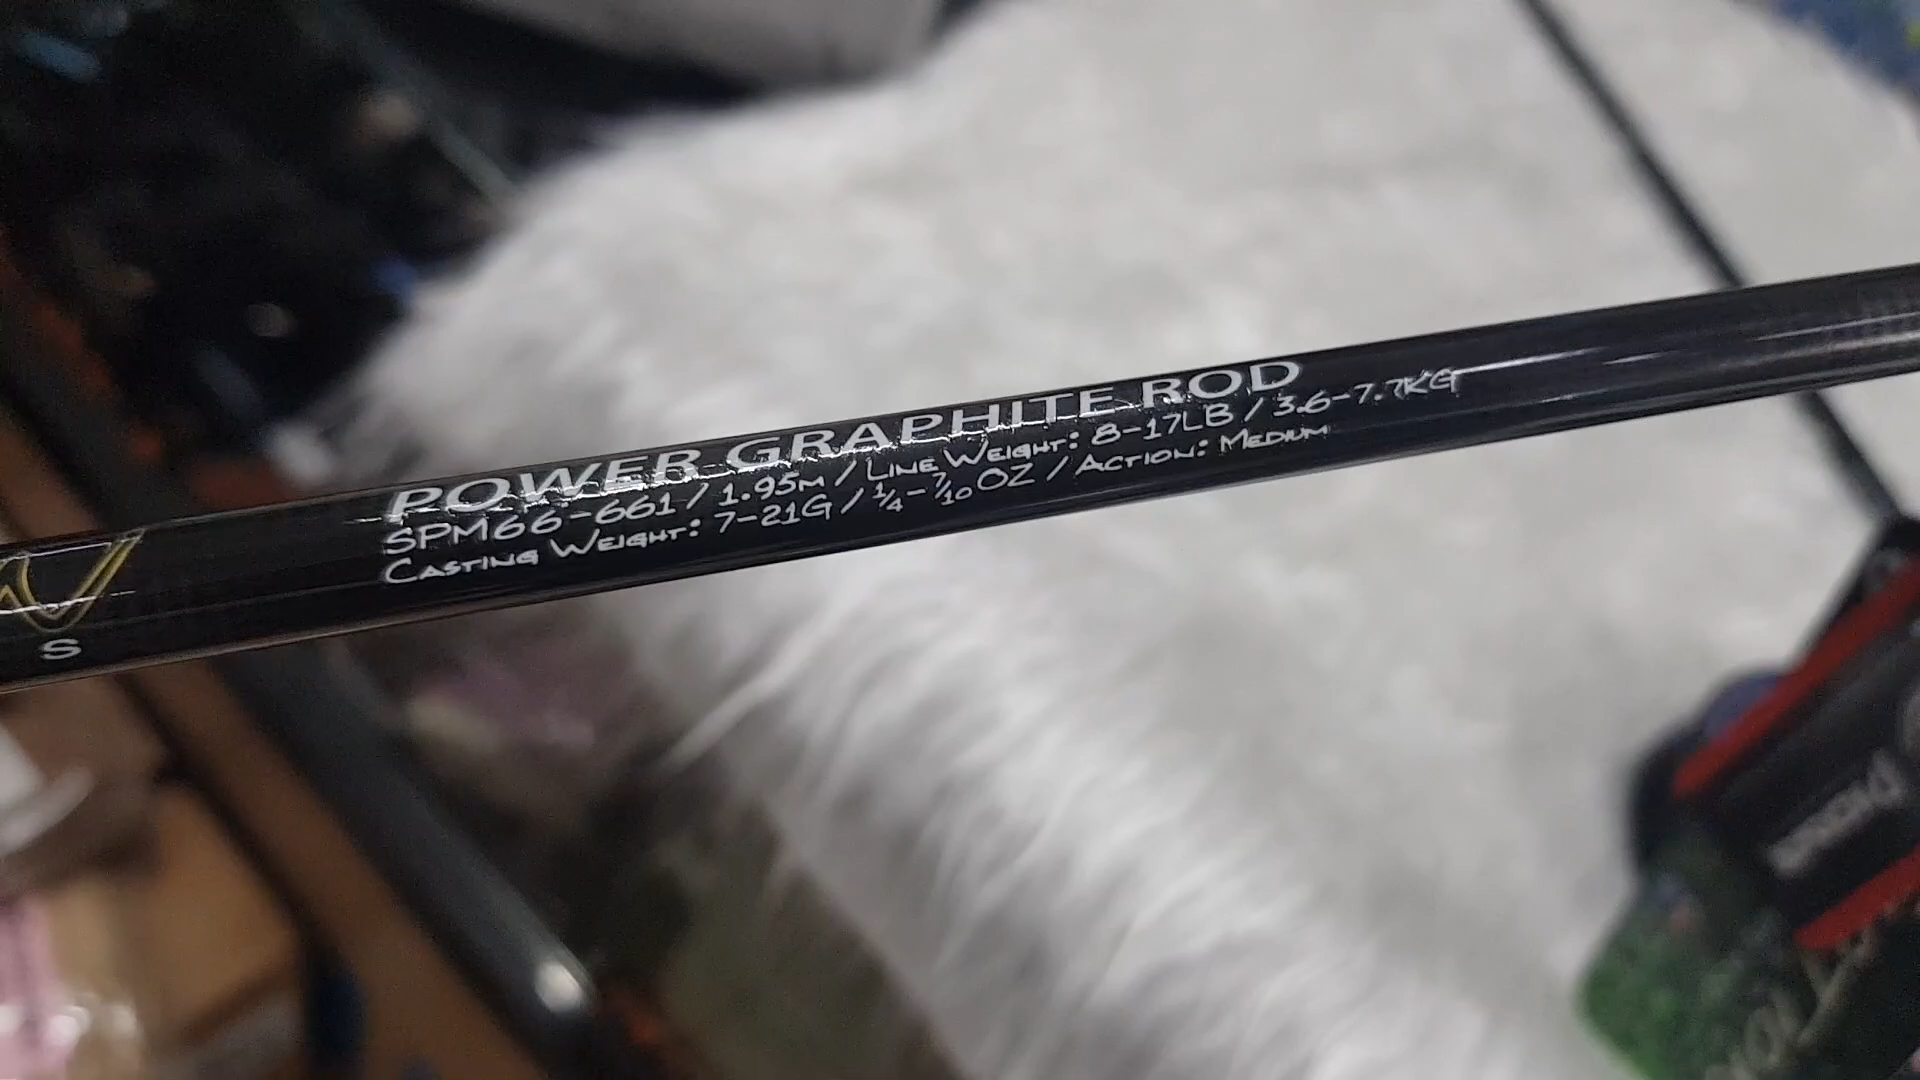 POWER GRAPHITE ROD
SPM66-661 / 1.95M / LINE WEIGHT: 8-17LB / 3.6-7.7KG
CASTING WEIGHT: 7-21G / 1/4-7/10 OZ / ACTION: MEDIUM
S